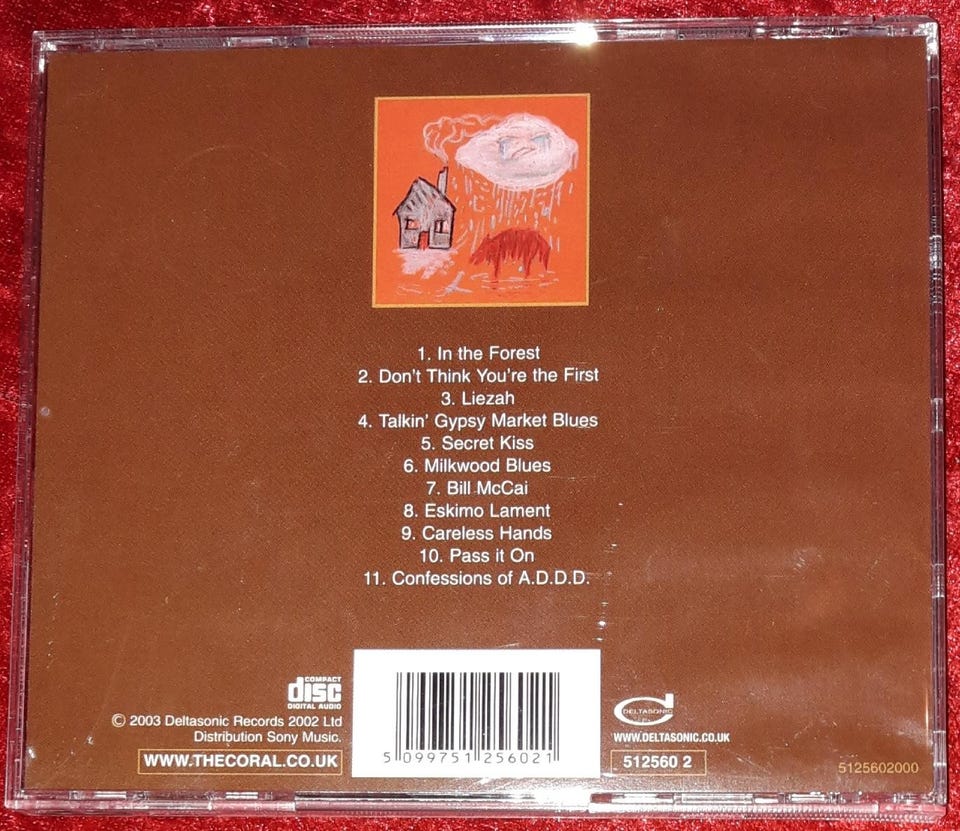 1. In the Forest
2. Don't Think You're the First
3. Liezah
4. Talkin' Gypsy Market Blues
5. Secret Kiss
6. Milkwood Blues
7. Bill McCai
8. Eskimo Lament
9. Careless Hands
10. Pass it On
11. Confessions of A.D.D.D.
COMPACT
disc
DIGITAL AUDIO
© 2003 Deltasonic Records 2002 Ltd
Distribution Sony Music.
WWW.THECORAL.CO.UK
5 099751 256021
DELTASONIC
WWW.DELTASONIC.CO.UK
512560 2
5125602000